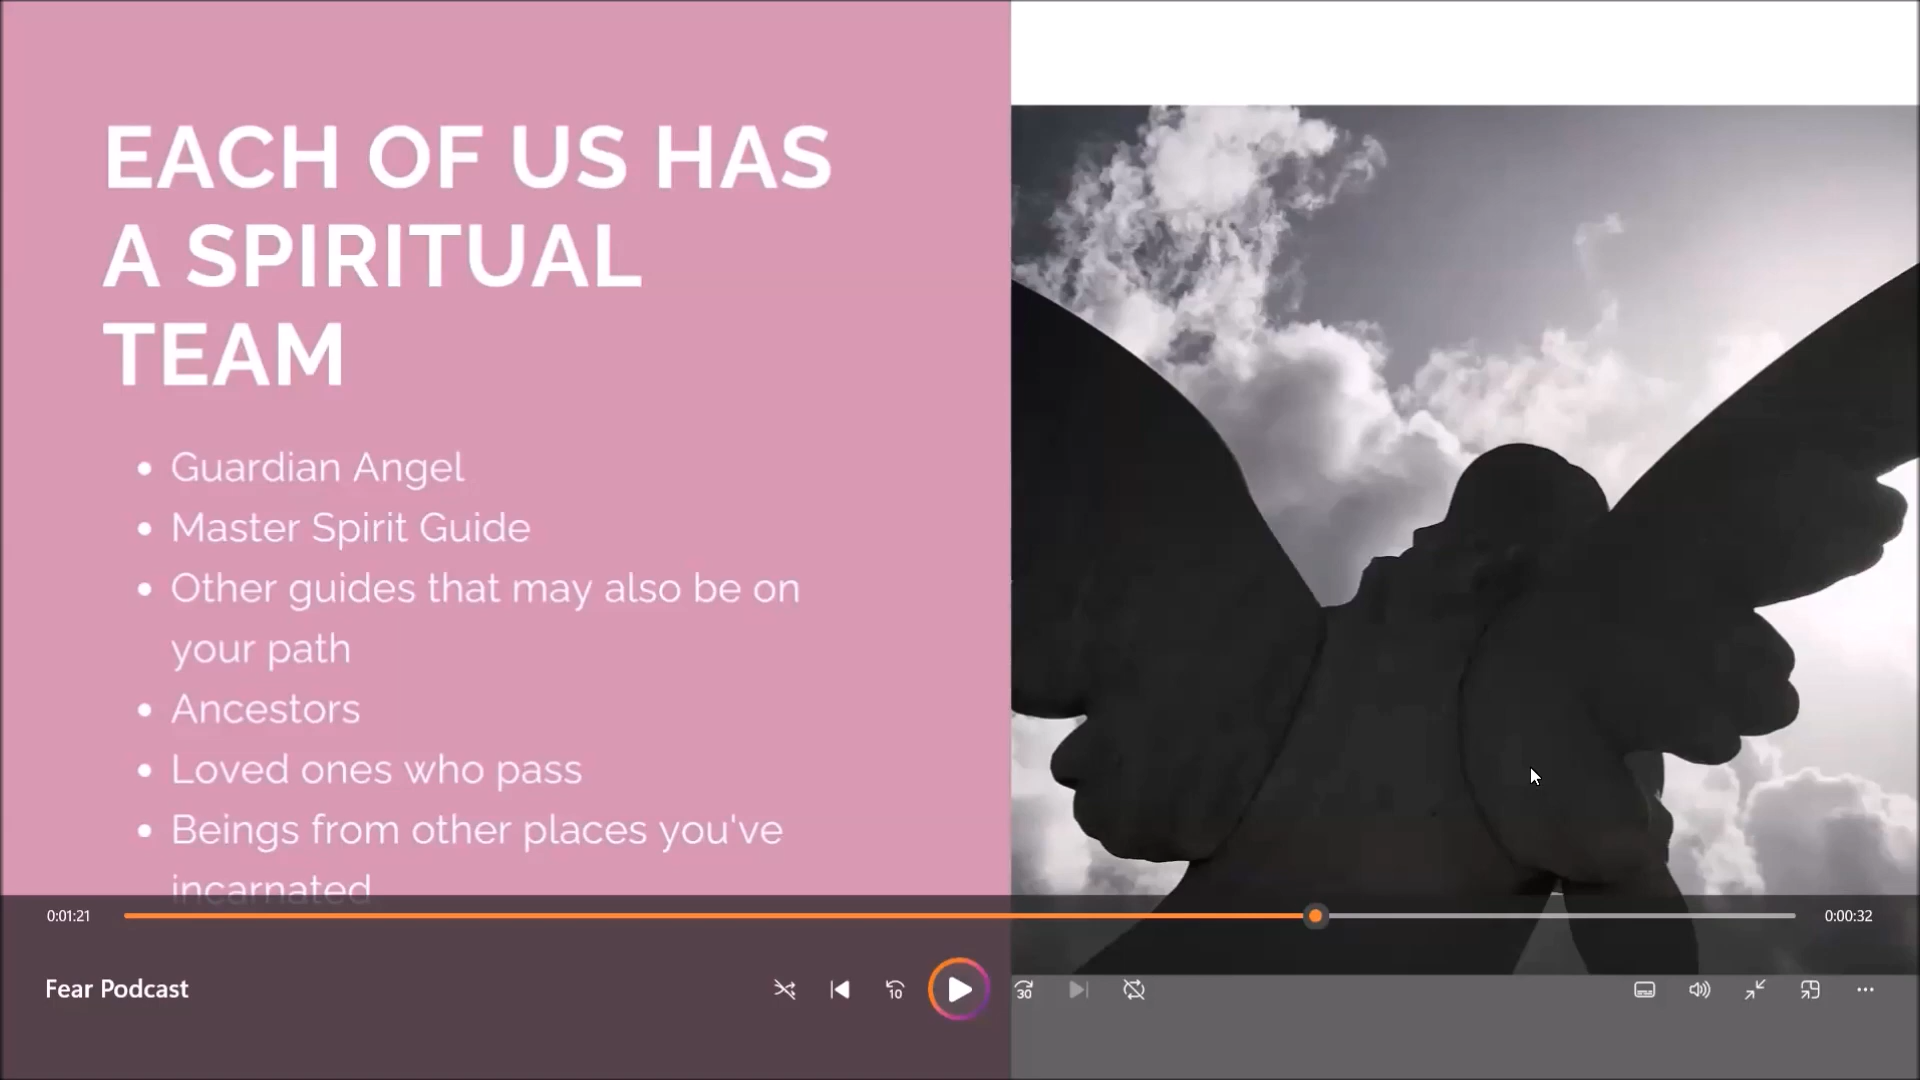 EACH OF US HAS
A SPIRITUAL
TEAM
• Guardian Angel
• Master Spirit Guide
• Other guides that may also be on
your path
• Ancestors
• Loved ones who pass
• Beings from other places you've
incarnated
0:01:21
0:00:32
Fear Podcast
10
30